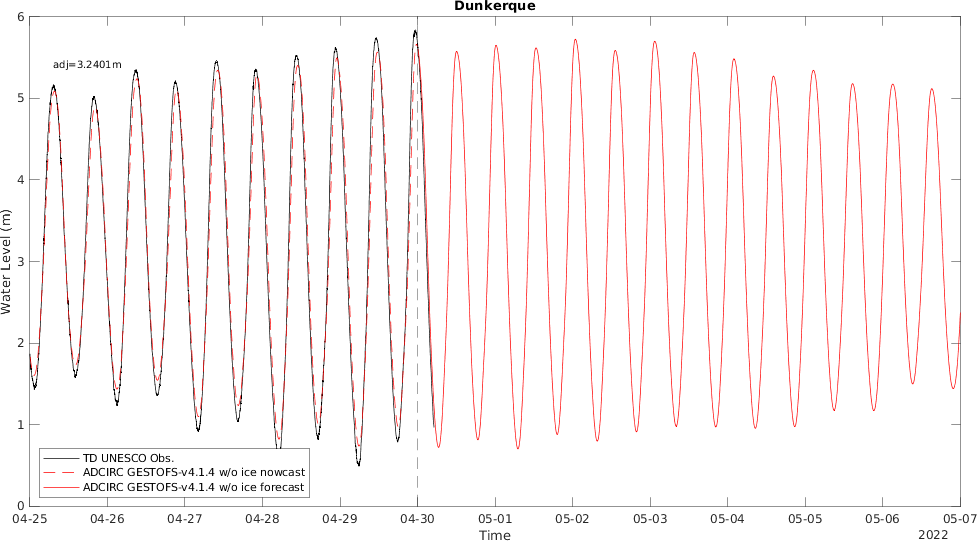 Dunkerque
adj=3.2401m
Water Level (m)
6
5
4
3
2
1
0
TD UNESCO Obs.
ADCIRC GESTOFS-v4.1.4 w/o ice nowcast
ADCIRC GESTOFS-v4.1.4 w/o ice forecast
04-25 04-26 04-27 04-28 04-29 04-30 05-01 05-02 05-03 05-04 05-05 05-06 05-07
Time
2022